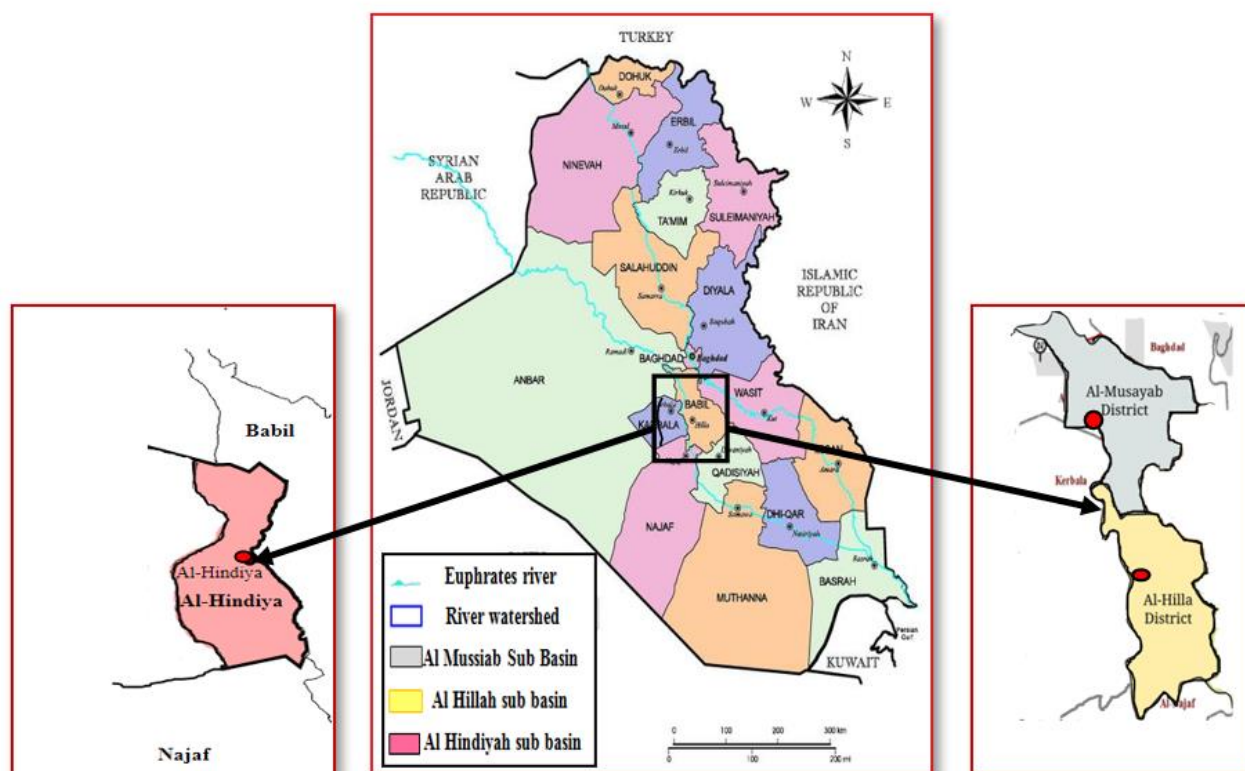 TURKEY
N
W
E
S
DOHUK
Dohuk
Mosul
ERBIL
Erbil
NINEVAH
SYRIAN
ARAB
REPUBLIC
Kirkuk
Suleimaniyah
TA'MIM
SULEIMANIYAH
SALAHUDDIN
Samarra
DIYALA
Baqubah
ISLAMIC
REPUBLIC
OF
IRAN
Ramadi
BAGHDAD
Baghdad
ANBAR
JORDAN
WASIT
Kut
BABIL
Hilla
QADISIYAH
Amara
NAJAF
Samawa
DHI-QAR
Nasiriyah
Basrah
BASRAH
MUTHANNA
Persian
Gulf
KUWAIT
0 100 200 300 km
0 100 200 mi
Euphrates river
River watershed
Al Mussiab Sub Basin
Al Hillah sub basin
Al Hindiyah sub basin
Babil
Al-Hindiya
Al-Hindiya
Najaf
Baghdad
Al-Musayab
District
Kerbala
Al-Hilla
District